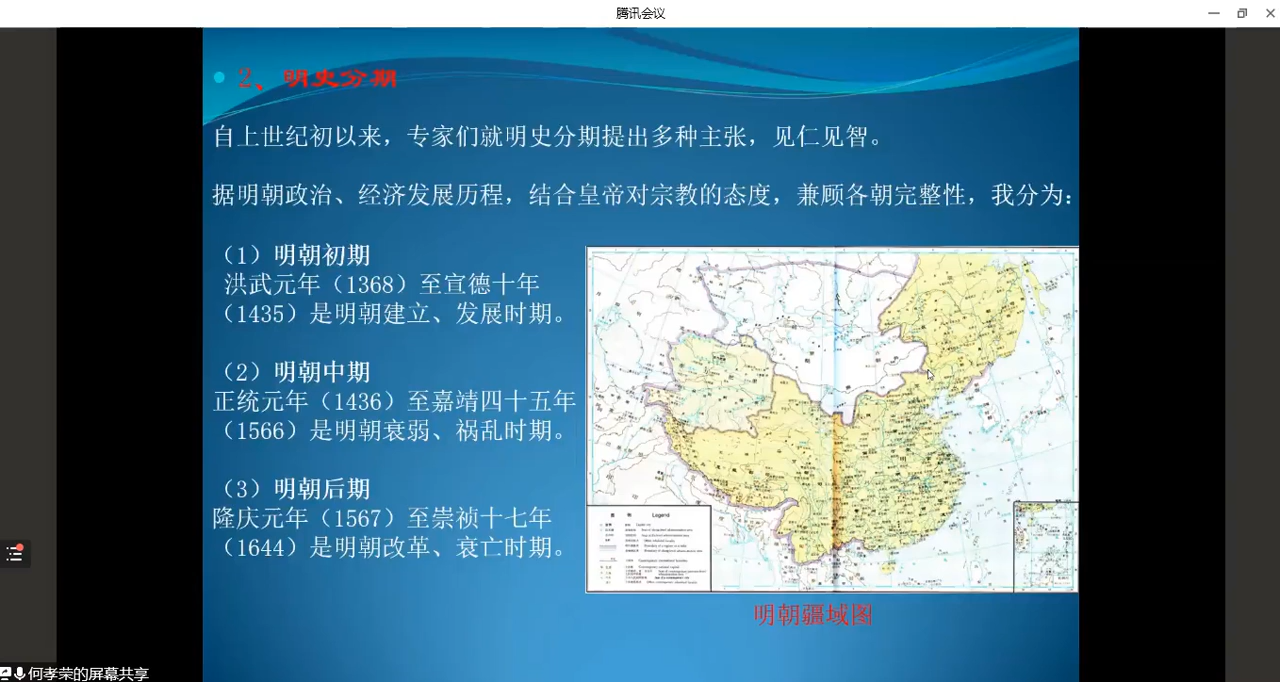 腾讯会议
2、明史分期
自上世纪初以来，专家们就明史分期提出多种主张，见仁见智。
据明朝政治、经济发展历程，结合皇帝对宗教的态度，兼顾各朝完整性，我分为：
（1）明朝初期
洪武元年（1368）至宣德十年
（1435）是明朝建立、发展时期。
（2）明朝中期
正统元年（1436）至嘉靖四十五年
（1566）是明朝衰弱、祸乱时期。
（3）明朝后期
隆庆元年（1567）至崇祯十七年
（1644）是明朝改革、衰亡时期。
Legend
明朝疆域图
何孝荣的屏幕共享